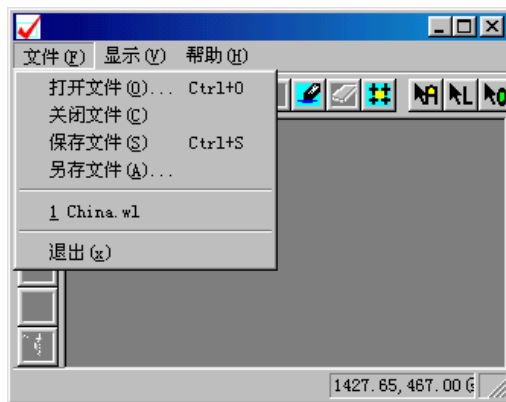 文件(F) 显示(V) 帮助(H)
打开文件(O)... Ctrl+O
关闭文件(C)
保存文件(S) Ctrl+S
另存文件(A)...
1 China.wl
退出(x)
A L O
1427.65, 467.00 G